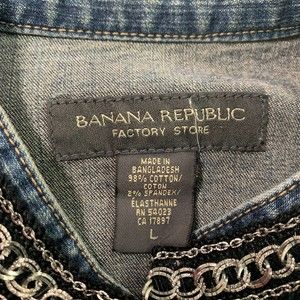 BANANA REPUBLIC
FACTORY STORE
MADE IN
BANGLADESH
98% COTTON/
COTON
2% SPANDEX/
ÉLASTHANNE
RN 54023
CA 17897
L